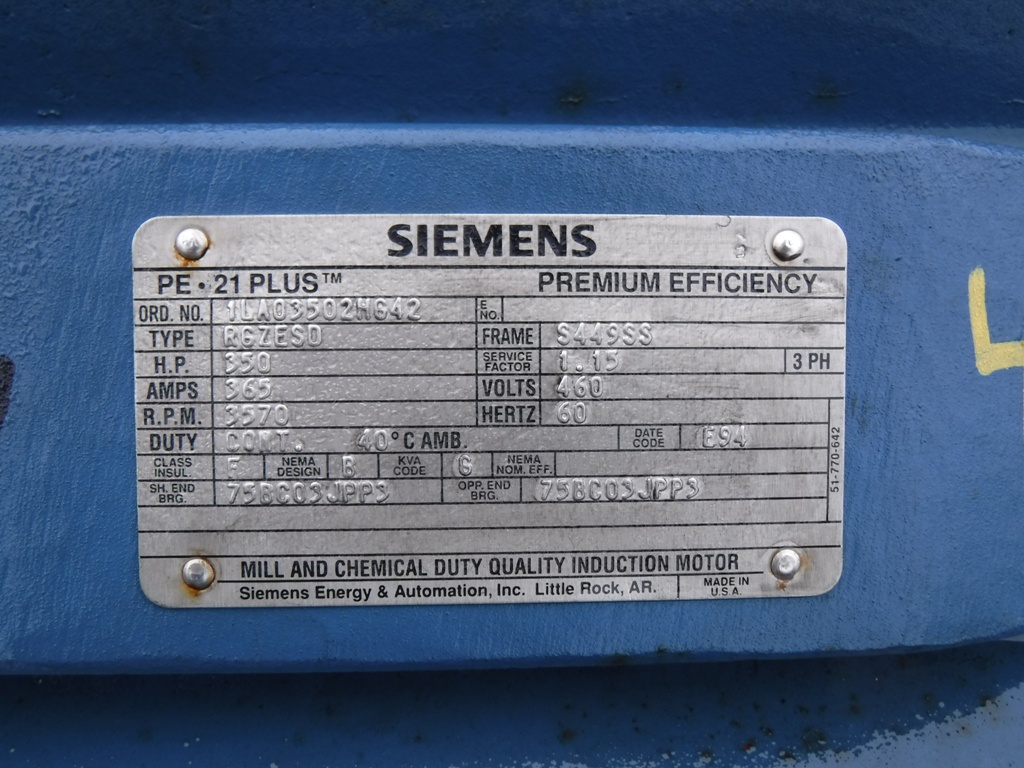 SIEMENS
PE • 21 PLUS™ PREMIUM EFFICIENCY
ORD. NO. 1LA03502HG42 E NO.
TYPE RGZESD FRAME S449SS
H.P. 350 SERVICE FACTOR 1.15 3 PH
AMPS 365 VOLTS 460
R.P.M. 3570 HERTZ 60
DUTY CONT. 40°C AMB. DATE CODE E94
CLASS INSUL. F NEMA DESIGN B KVA CODE G NEMA NOM. EFF.
SH. END BRG. 75BC03JPP3 OPP. END BRG. 75BC03JPP3
51-770-642
MILL AND CHEMICAL DUTY QUALITY INDUCTION MOTOR
Siemens Energy & Automation, Inc. Little Rock, AR. MADE IN U.S.A.